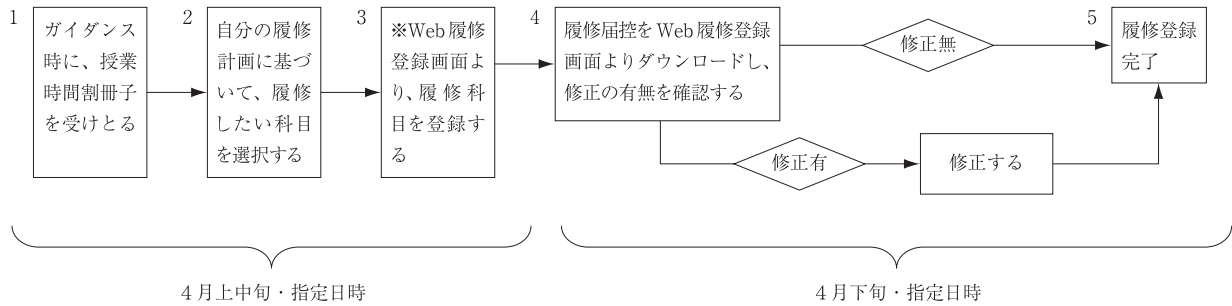 1
ガイダンス
時に、授業
時間割冊子
を受けとる
2
自分の履修
計画に基づ
いて、履修
したい科目
を選択する
3
※Web履修
登録画面よ
り、履修科
目を登録す
る
4
履修届控をWeb履修登録
画面よりダウンロードし、
修正の有無を確認する
修正無
5
履修登録
完了
修正有
修正する
4月上中旬・指定日時
4月下旬・指定日時